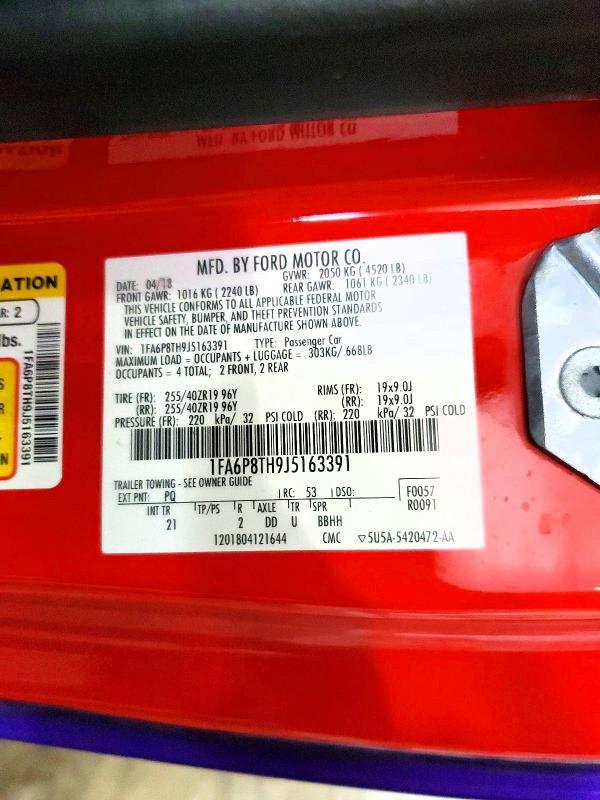 MFD. BY FORD MOTOR CO.
DATE: 04/18 GVWR: 2050 KG ( 4520 LB)
FRONT GAWR: 1016 KG ( 2240 LB) REAR GAWR: 1061 KG ( 2340 LB)
THIS VEHICLE CONFORMS TO ALL APPLICABLE FEDERAL MOTOR
VEHICLE SAFETY, BUMPER, AND THEFT PREVENTION STANDARDS
IN EFFECT ON THE DATE OF MANUFACTURE SHOWN ABOVE.
VIN: 1FA6P8TH9J5163391 TYPE: Passenger Car
MAXIMUM LOAD = OCCUPANTS + LUGGAGE = 303KG/ 668LB
OCCUPANTS = 4 TOTAL; 2 FRONT, 2 REAR
TIRE (FR): 255/40ZR19 96Y RIMS (FR): 19x9.0J
(RR): 255/40ZR19 96Y (RR): 19x9.0J
PRESSURE (FR): 220 kPa/ 32 PSI COLD (RR): 220 kPa/ 32 PSI COLD
1FA6P8TH9J5163391
TRAILER TOWING - SEE OWNER GUIDE
EXT PNT: PQ RC: 53 DSO: F0057
R0091
INT TR TP/PS R AXLE TR SPR
21 2 DD U BBHH
1201804121644 CMC ▽5U5A-5420472-AA
ATION
R: 2
lbs.
1FA6P8TH9J5163391
S
R
N